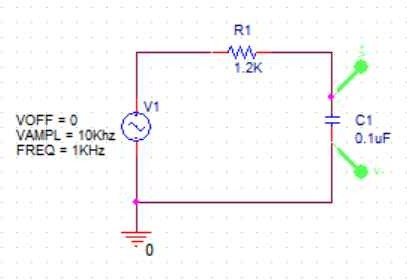 R1
1.2K
V1
VOFF = 0
VAMPL = 10Khz
FREQ = 1KHz
C1
0.1uF
0